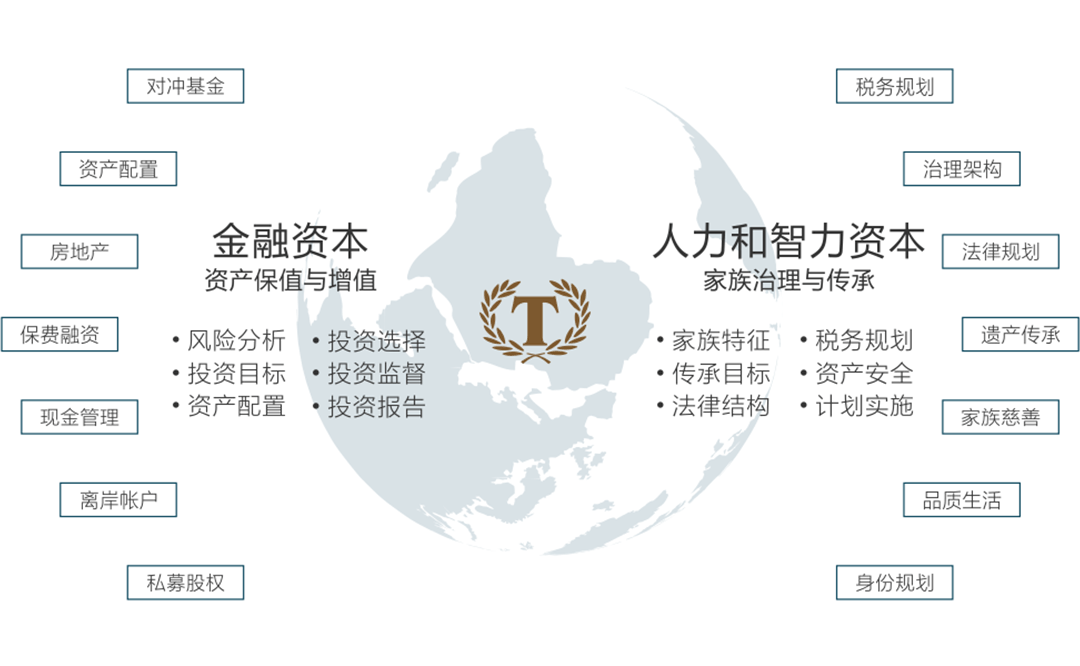 对冲基金
资产配置
房地产
保费融资
现金管理
离岸帐户
私募股权
金融资本
资产保值与增值
• 风险分析
• 投资目标
• 资产配置
• 投资选择
• 投资监督
• 投资报告
T
人力和智力资本
家族治理与传承
• 家族特征
• 传承目标
• 法律结构
• 税务规划
• 资产安全
• 计划实施
税务规划
治理架构
法律规划
遗产传承
家族慈善
品质生活
身份规划